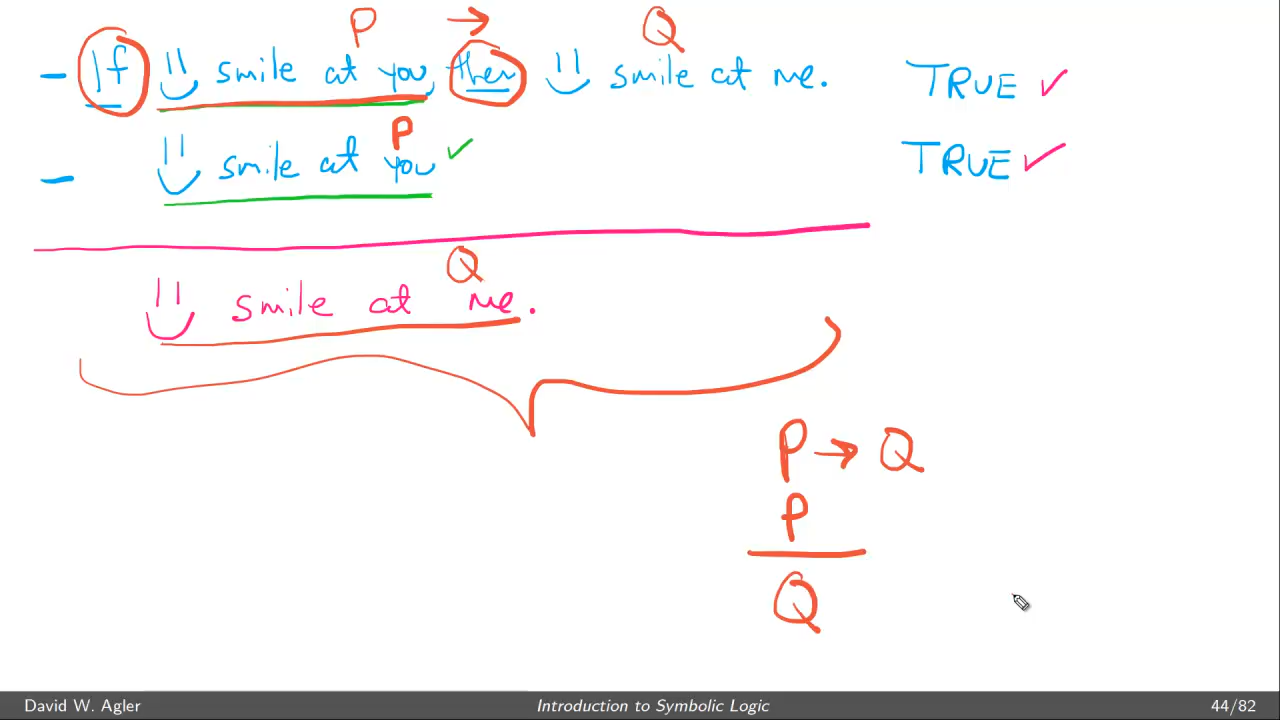 P → Q
- If smile at you, then smile at me. TRUE ✓
P
- smile at you ✓ TRUE ✓
Q
smile at me.
P → Q
P
Q
David W. Agler Introduction to Symbolic Logic 44/82